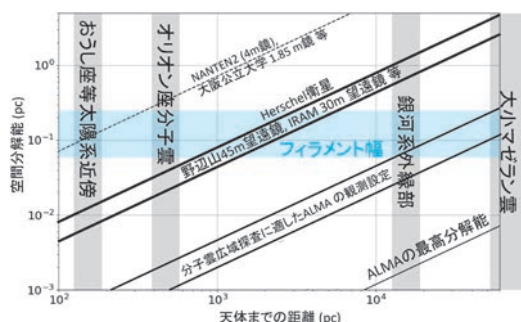 空間分解能 (pc)
10⁰
10⁻¹
10⁻²
10⁻³
おうし座等太陽系近傍
オリオン座分子雲
NANTEN2 (4m鏡)
大阪公立大学 1.85 m鏡 等
Herschel衛星
野辺山45m望遠鏡, IRAM 30m 望遠鏡 等
フィラメント幅
銀河系外縁部
大小マゼラン雲
分子雲広域探査に適したALMA の観測設定
ALMAの最高分解能
10²
10³
10⁴
天体までの距離 (pc)